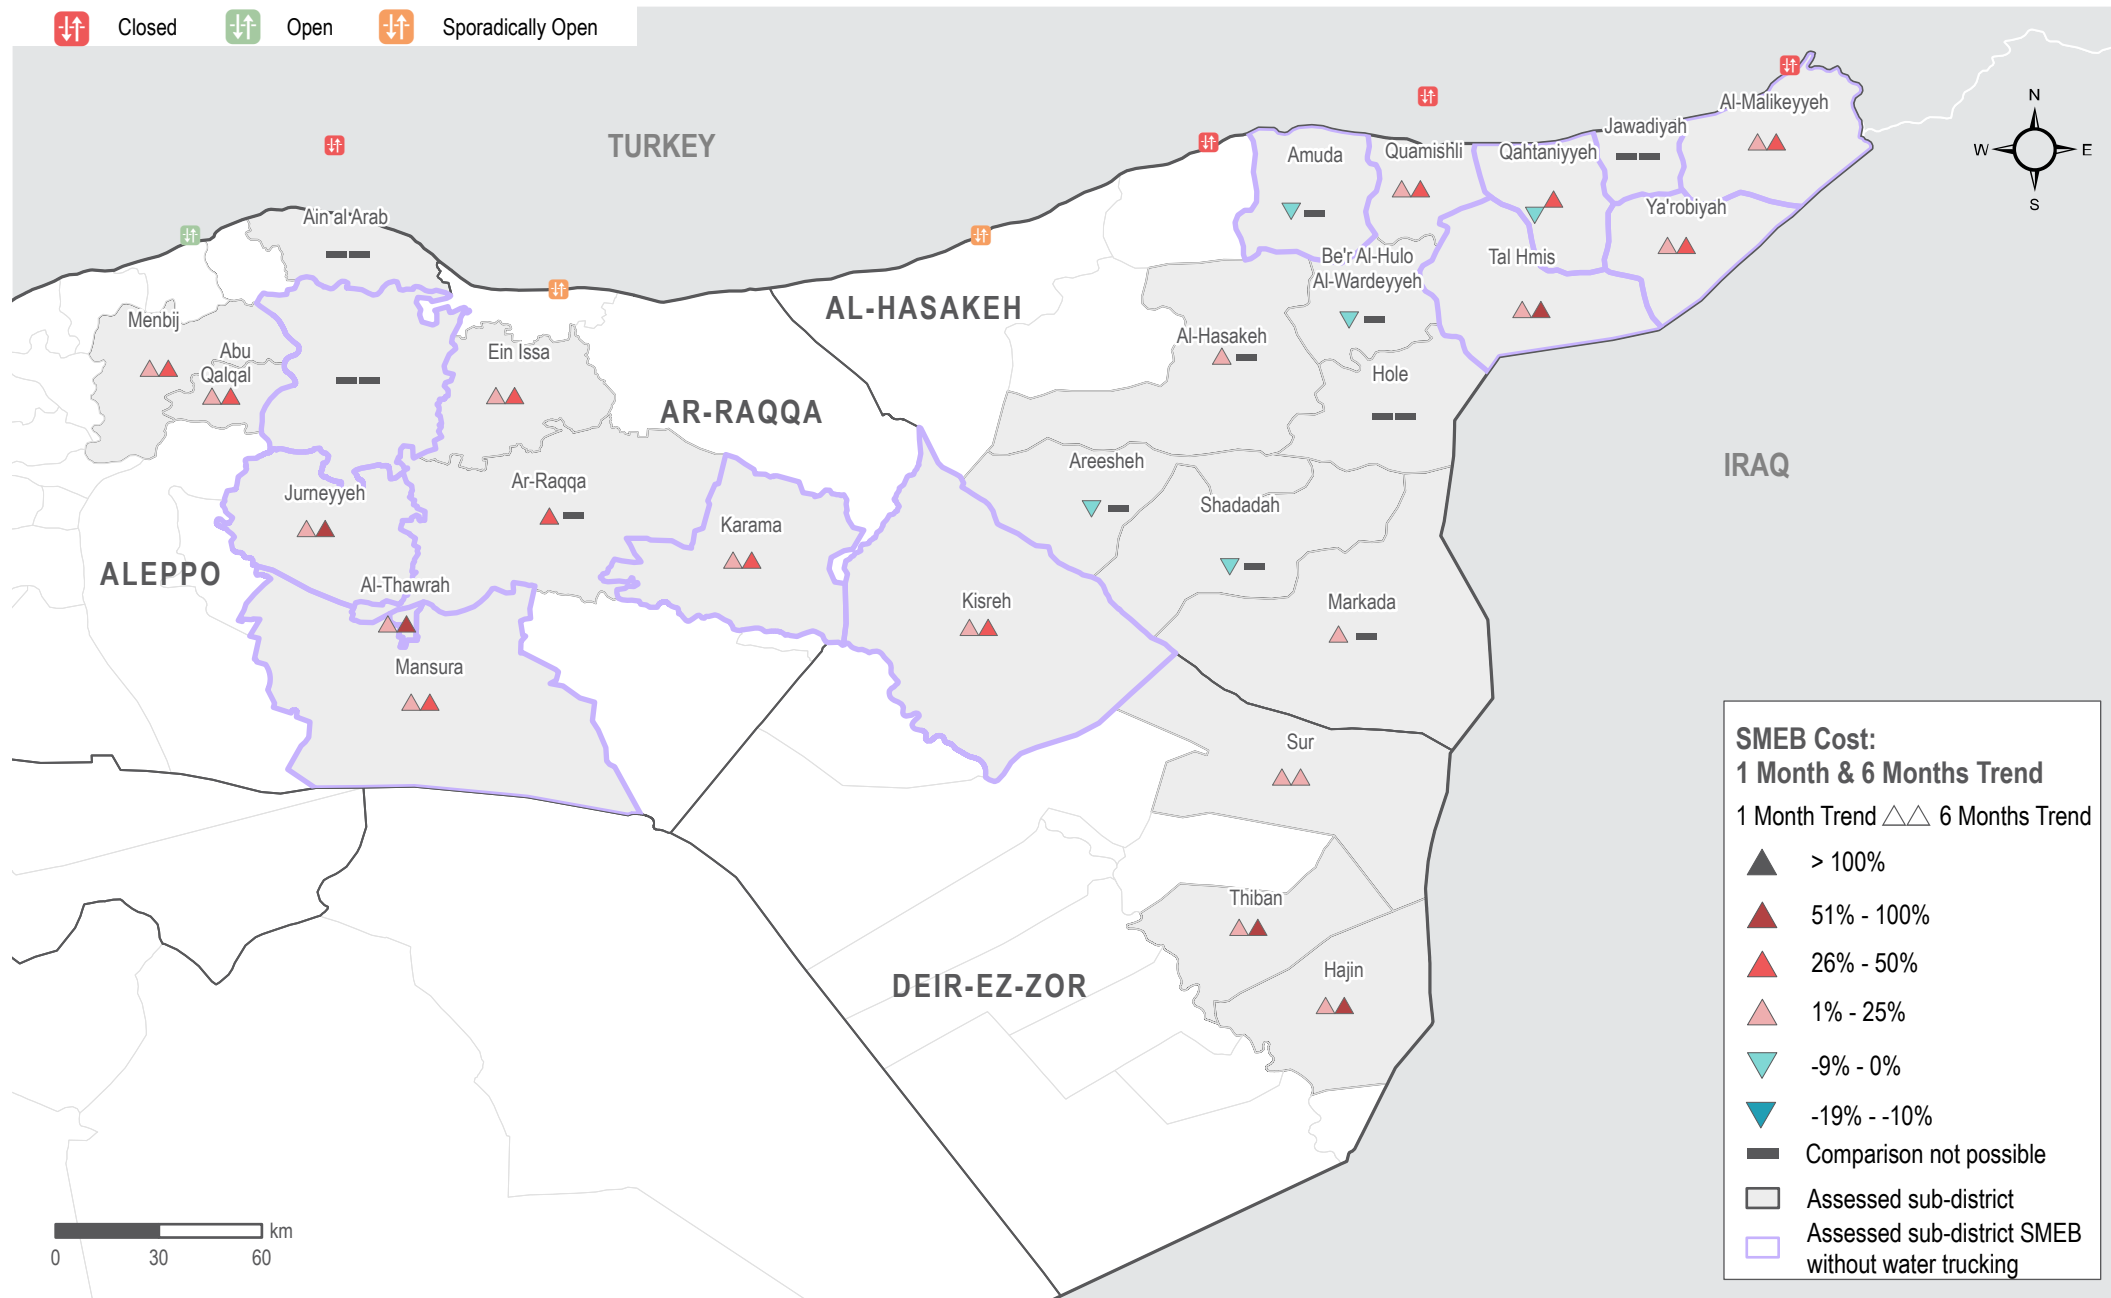 Closed
Open
Sporadically Open
TURKEY
Al-Malikeyyeh
Jawadiyah
Amuda
Quamishli
Qahtaniyyeh
N
W
E
S
Ain al Arab
Ya'robiyah
Be'r Al-Hulo
Al-Wardeyyeh
Tal Hmis
AL-HASAKEH
Menbij
Abu
Qalqal
Ein Issa
Al-Hasakeh
Hole
AR-RAQQA
IRAQ
Jurneyyeh
Ar-Raqqa
Areesheh
Shadadah
Karama
ALEPPO
Al-Thawrah
Kisreh
Markada
Mansura
Sur
Thiban
Hajin
DEIR-EZ-ZOR
km
0
30
60
SMEB Cost:
1 Month & 6 Months Trend
1 Month Trend
6 Months Trend
> 100%
51% - 100%
26% - 50%
1% - 25%
-9% - 0%
-19% - -10%
Comparison not possible
Assessed sub-district
Assessed sub-district SMEB
without water trucking